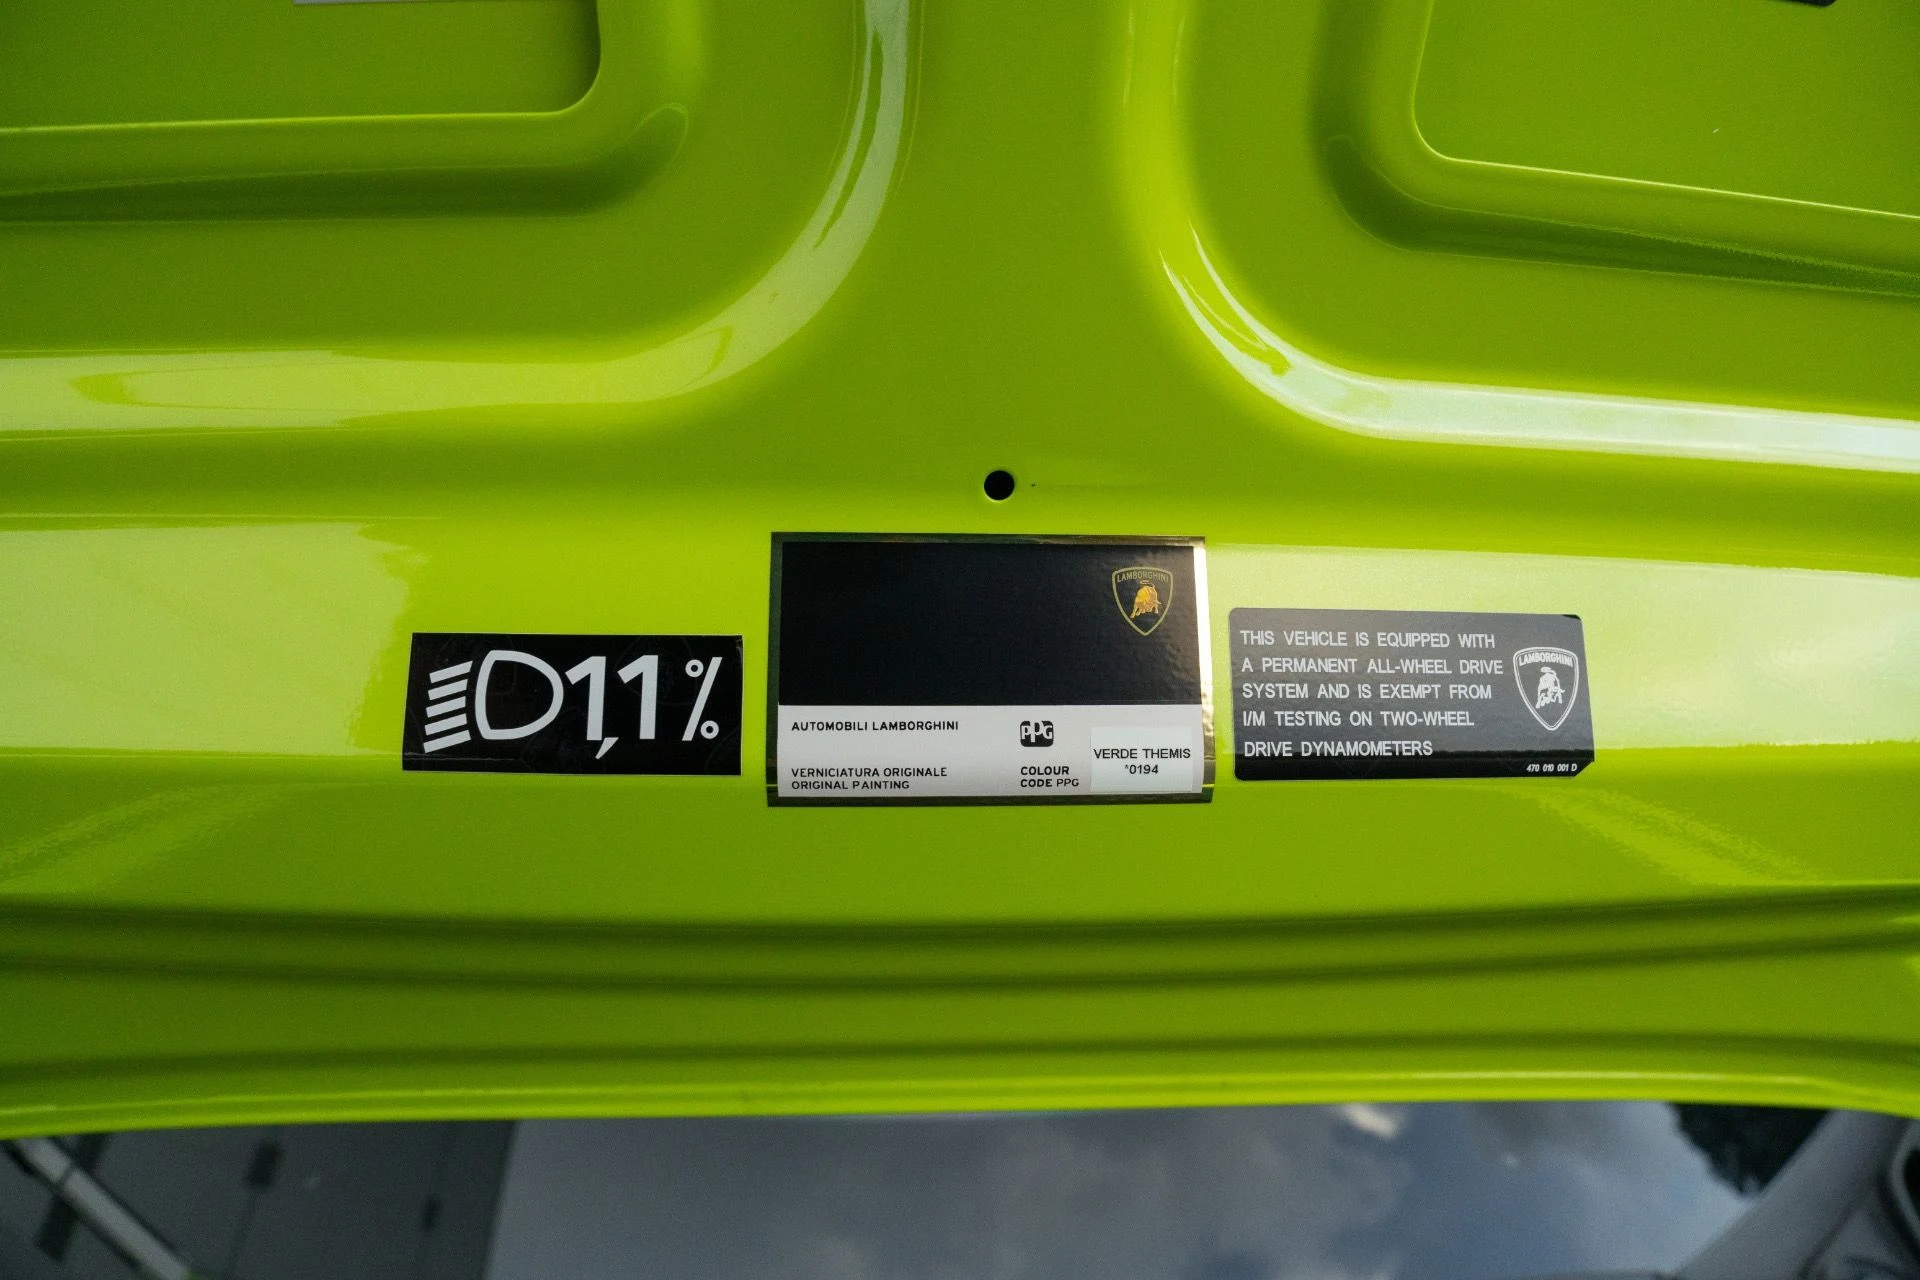 1,1%
LAMBORGHINI
AUTOMOBILI LAMBORGHINI
PPG
VERNICIATURA ORIGINALE
ORIGINAL PAINTING
COLOUR
CODE PPG
VERDE THEMIS
*0194
THIS VEHICLE IS EQUIPPED WITH
A PERMANENT ALL-WHEEL DRIVE
SYSTEM AND IS EXEMPT FROM
I/M TESTING ON TWO-WHEEL
DRIVE DYNAMOMETERS
LAMBORGHINI
470 010 001 D